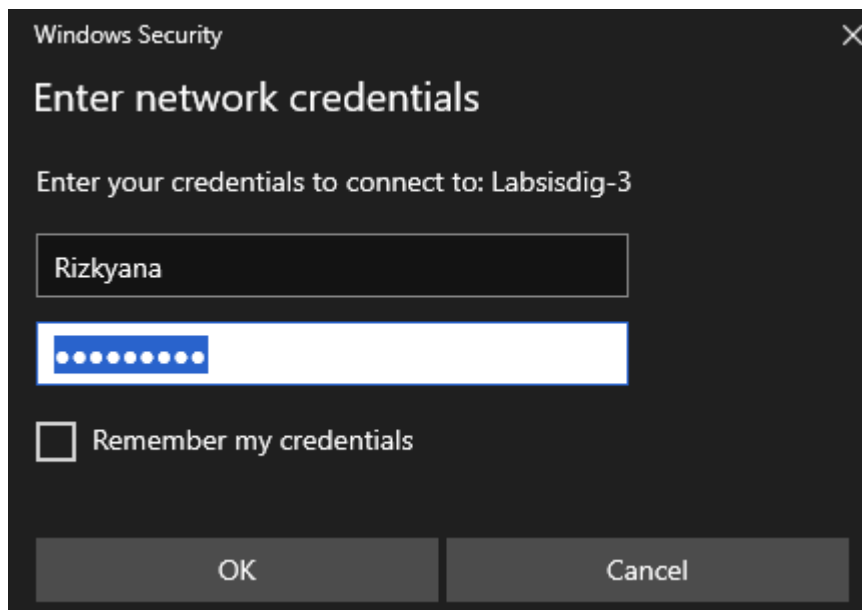 Windows Security
Enter network credentials
Enter your credentials to connect to: Labsisdig-3
Rizkyana
●●●●●●●●●
Remember my credentials
OK
Cancel